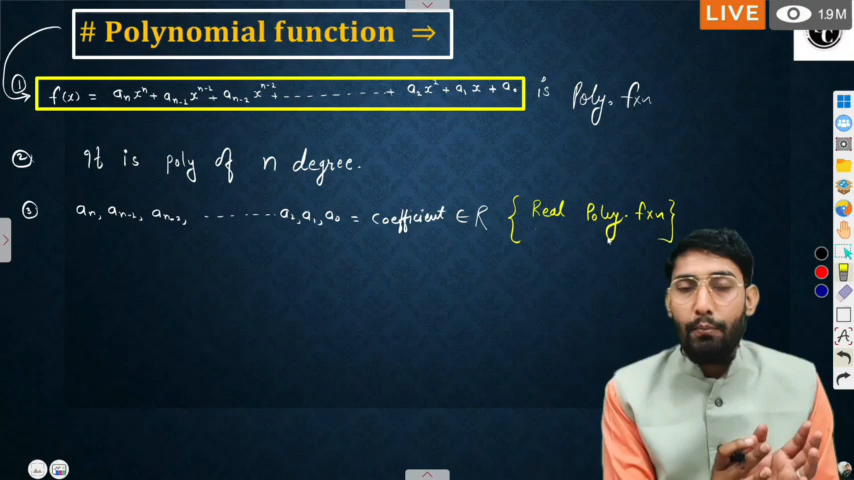 LIVE 1.9M
# Polynomial function ⇒
① f(x) = aₙxⁿ + aₙ₋₁xⁿ⁻¹ + aₙ₋₂xⁿ⁻² + ---------- + a₂x² + a₁x + a₀ is Poly. fxn
② It is poly of n degree.
③ aₙ, aₙ₋₁, aₙ₋₂, ------- a₂, a₁, a₀ = coefficient ∈ R { Real Poly. fxn }